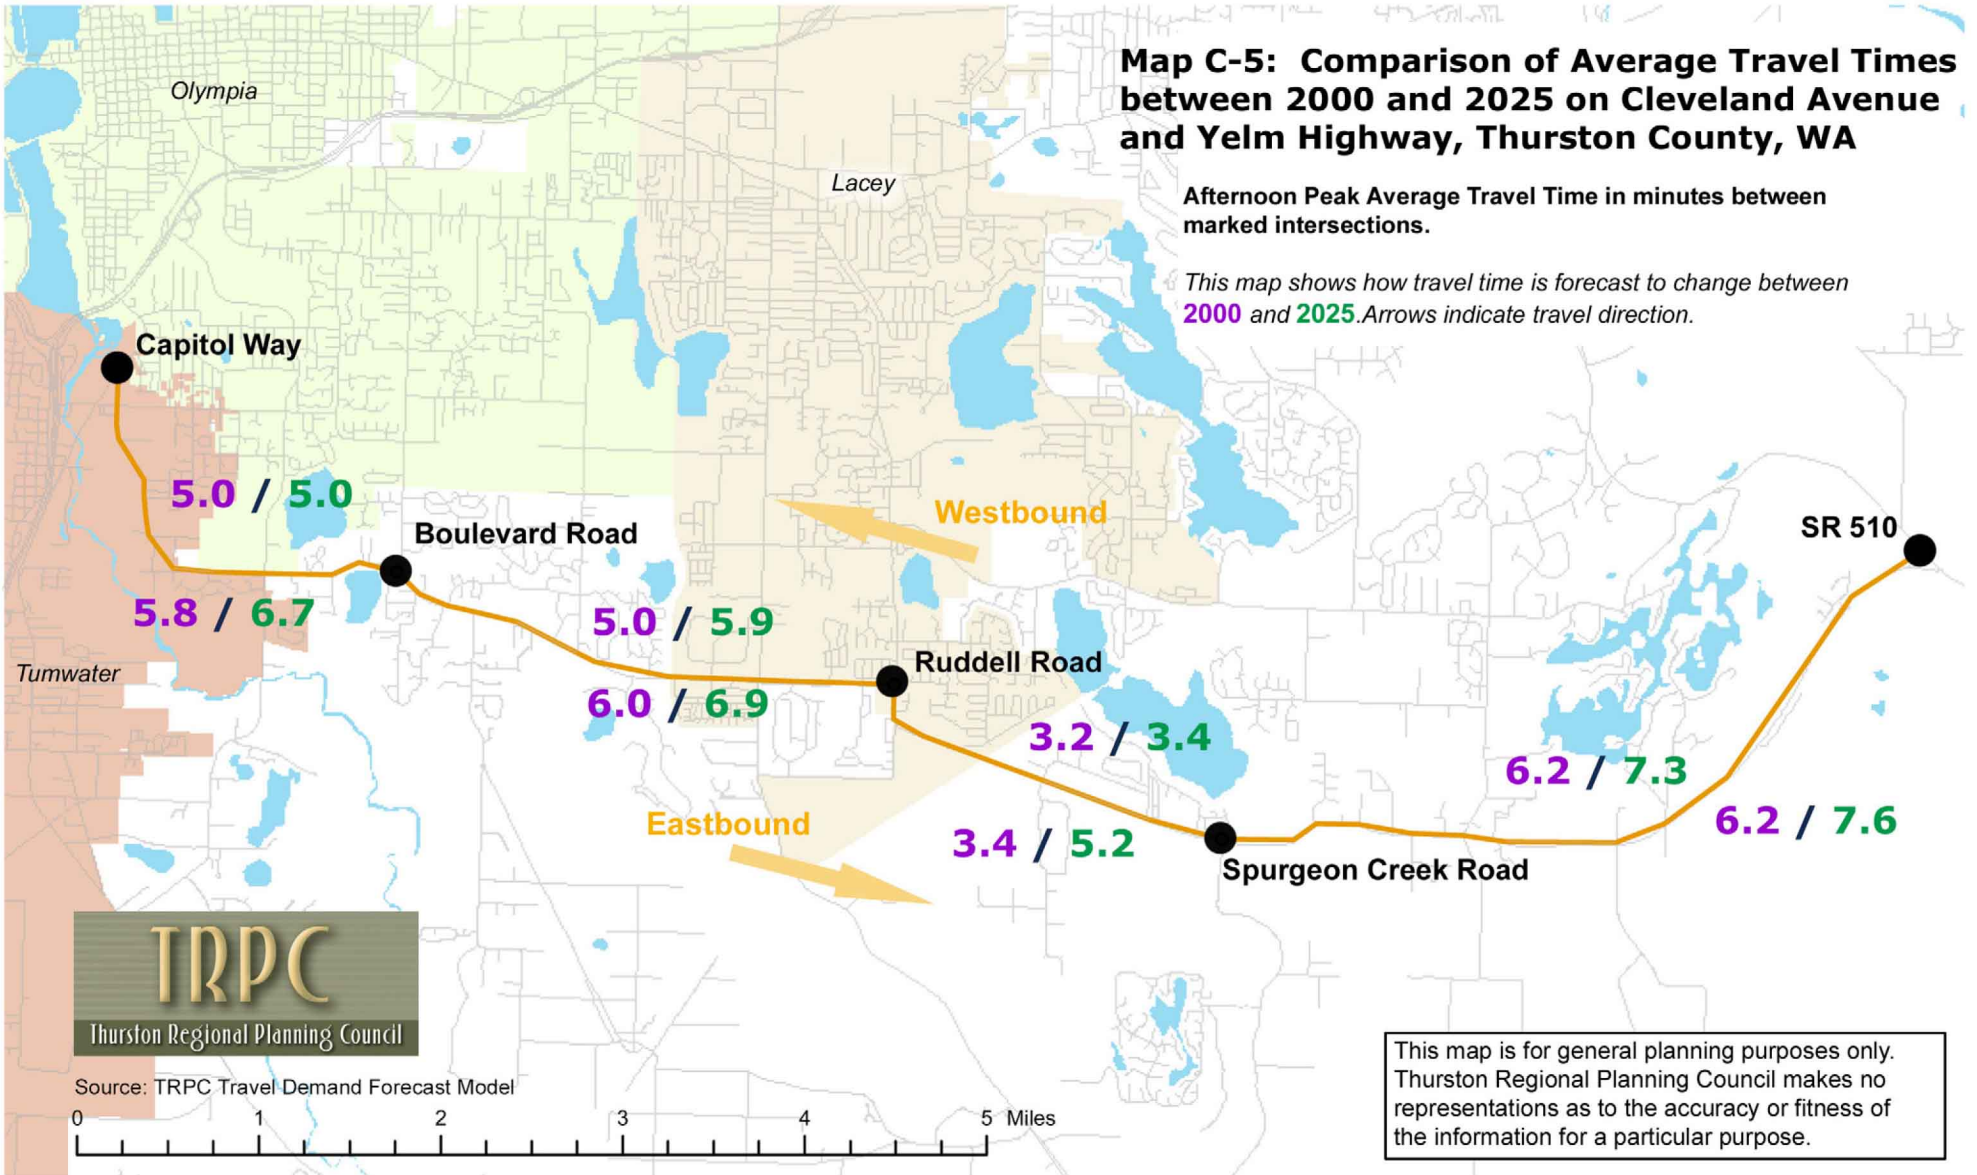 Map C-5: Comparison of Average Travel Times
between 2000 and 2025 on Cleveland Avenue
and Yelm Highway, Thurston County, WA
Afternoon Peak Average Travel Time in minutes between
marked intersections.
This map shows how travel time is forecast to change between
2000 and 2025.Arrows indicate travel direction.
Olympia
Lacey
Capitol Way
5.0 / 5.0
Westbound
Boulevard Road
SR 510
5.8 / 6.7
5.0 / 5.9
Tumwater
Ruddell Road
6.0 / 6.9
3.2 / 3.4
6.2 / 7.3
Eastbound
6.2 / 7.6
3.4 / 5.2
Spurgeon Creek Road
TRPC
Thurston Regional Planning Council
Source: TRPC Travel Demand Forecast Model
0 1 2 3 4 5 Miles
This map is for general planning purposes only.
Thurston Regional Planning Council makes no
representations as to the accuracy or fitness of
the information for a particular purpose.